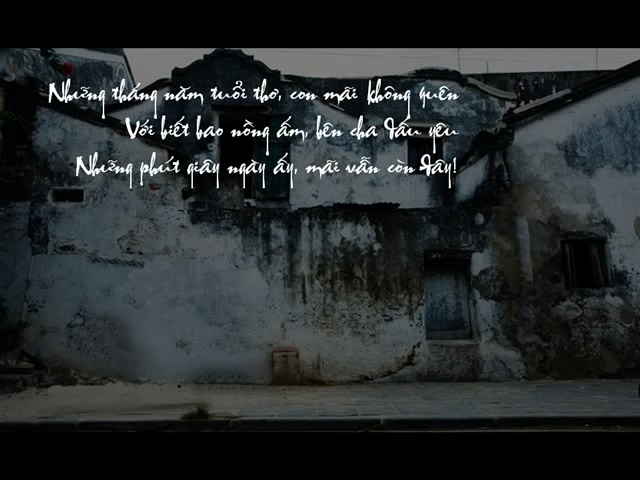 Những tháng năm tuổi thơ, con mãi không quên
Với biết bao nồng ấm, bên cha dấu yêu
Những phút giây ngày ấy, mãi vẫn còn đây!